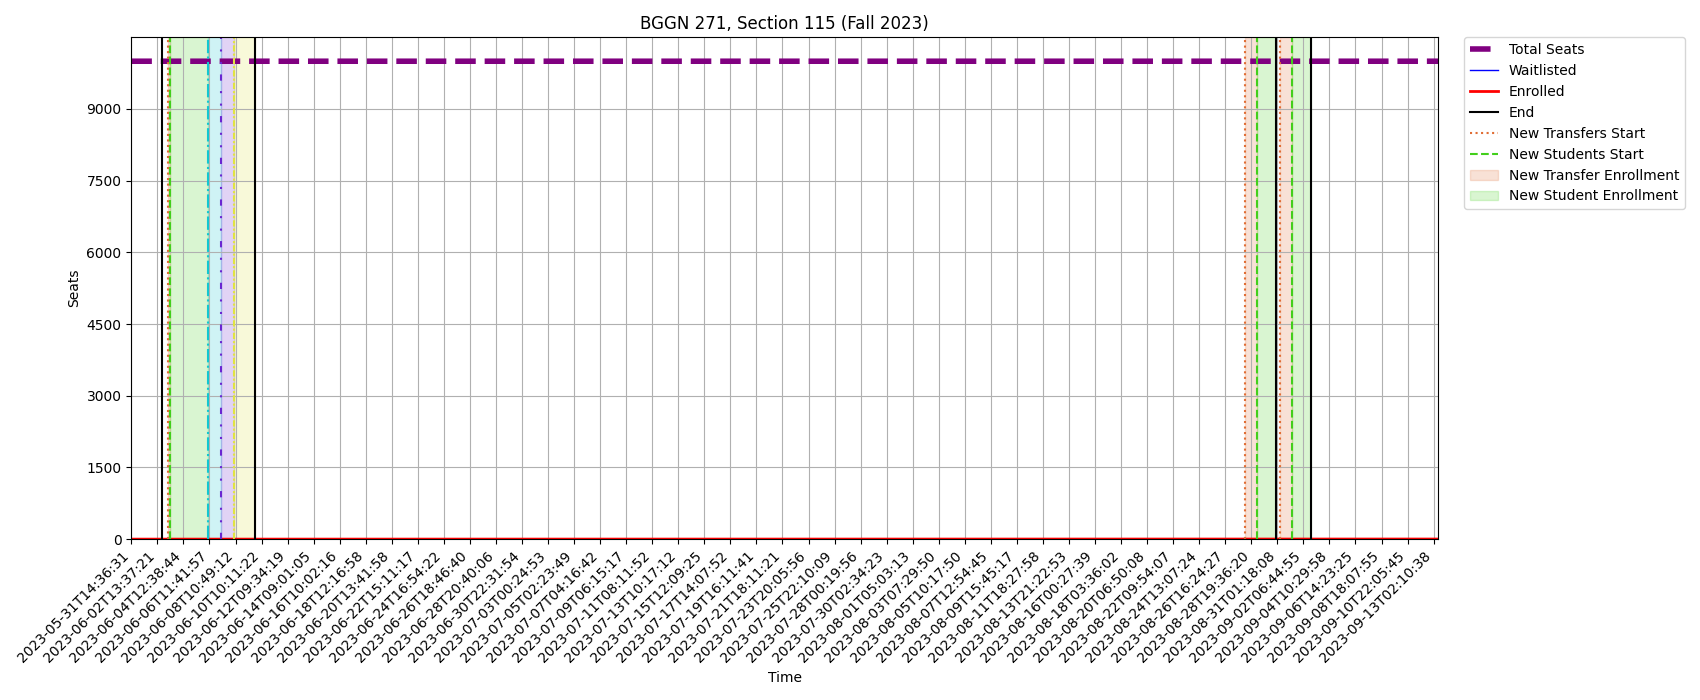 BGGN 271, Section 115 (Fall 2023)
Total Seats
Waitlisted
Enrolled
End
New Transfers Start
New Students Start
New Transfer Enrollment
New Student Enrollment
Seats
9000
7500
6000
4500
3000
1500
0
2023-05-31T14:36:31
2023-06-02T13:37:21
2023-06-04T12:38:44
2023-06-06T11:41:57
2023-06-08T10:49:12
2023-06-10T10:11:22
2023-06-12T09:34:19
2023-06-14T09:01:05
2023-06-16T10:02:16
2023-06-18T12:16:58
2023-06-20T13:41:58
2023-06-22T15:11:17
2023-06-24T16:54:22
2023-06-26T18:46:40
2023-06-28T20:40:06
2023-06-30T22:31:54
2023-07-03T00:24:53
2023-07-05T02:23:49
2023-07-07T04:16:42
2023-07-09T06:15:17
2023-07-11T08:11:52
2023-07-13T10:17:12
2023-07-15T12:09:25
2023-07-17T14:07:52
2023-07-19T16:11:41
2023-07-21T18:11:21
2023-07-23T20:05:56
2023-07-25T22:10:09
2023-07-28T00:19:56
2023-07-30T02:34:23
2023-08-01T05:03:13
2023-08-03T07:29:50
2023-08-05T10:17:50
2023-08-07T12:54:45
2023-08-09T15:45:17
2023-08-11T18:27:58
2023-08-13T21:22:53
2023-08-16T00:27:39
2023-08-18T03:36:02
2023-08-20T06:50:08
2023-08-22T09:54:07
2023-08-24T13:07:24
2023-08-26T16:24:27
2023-08-28T19:36:20
2023-08-31T01:18:08
2023-09-02T06:44:55
2023-09-04T10:29:58
2023-09-06T14:23:25
2023-09-08T18:07:55
2023-09-10T22:05:45
2023-09-13T02:10:38
Time